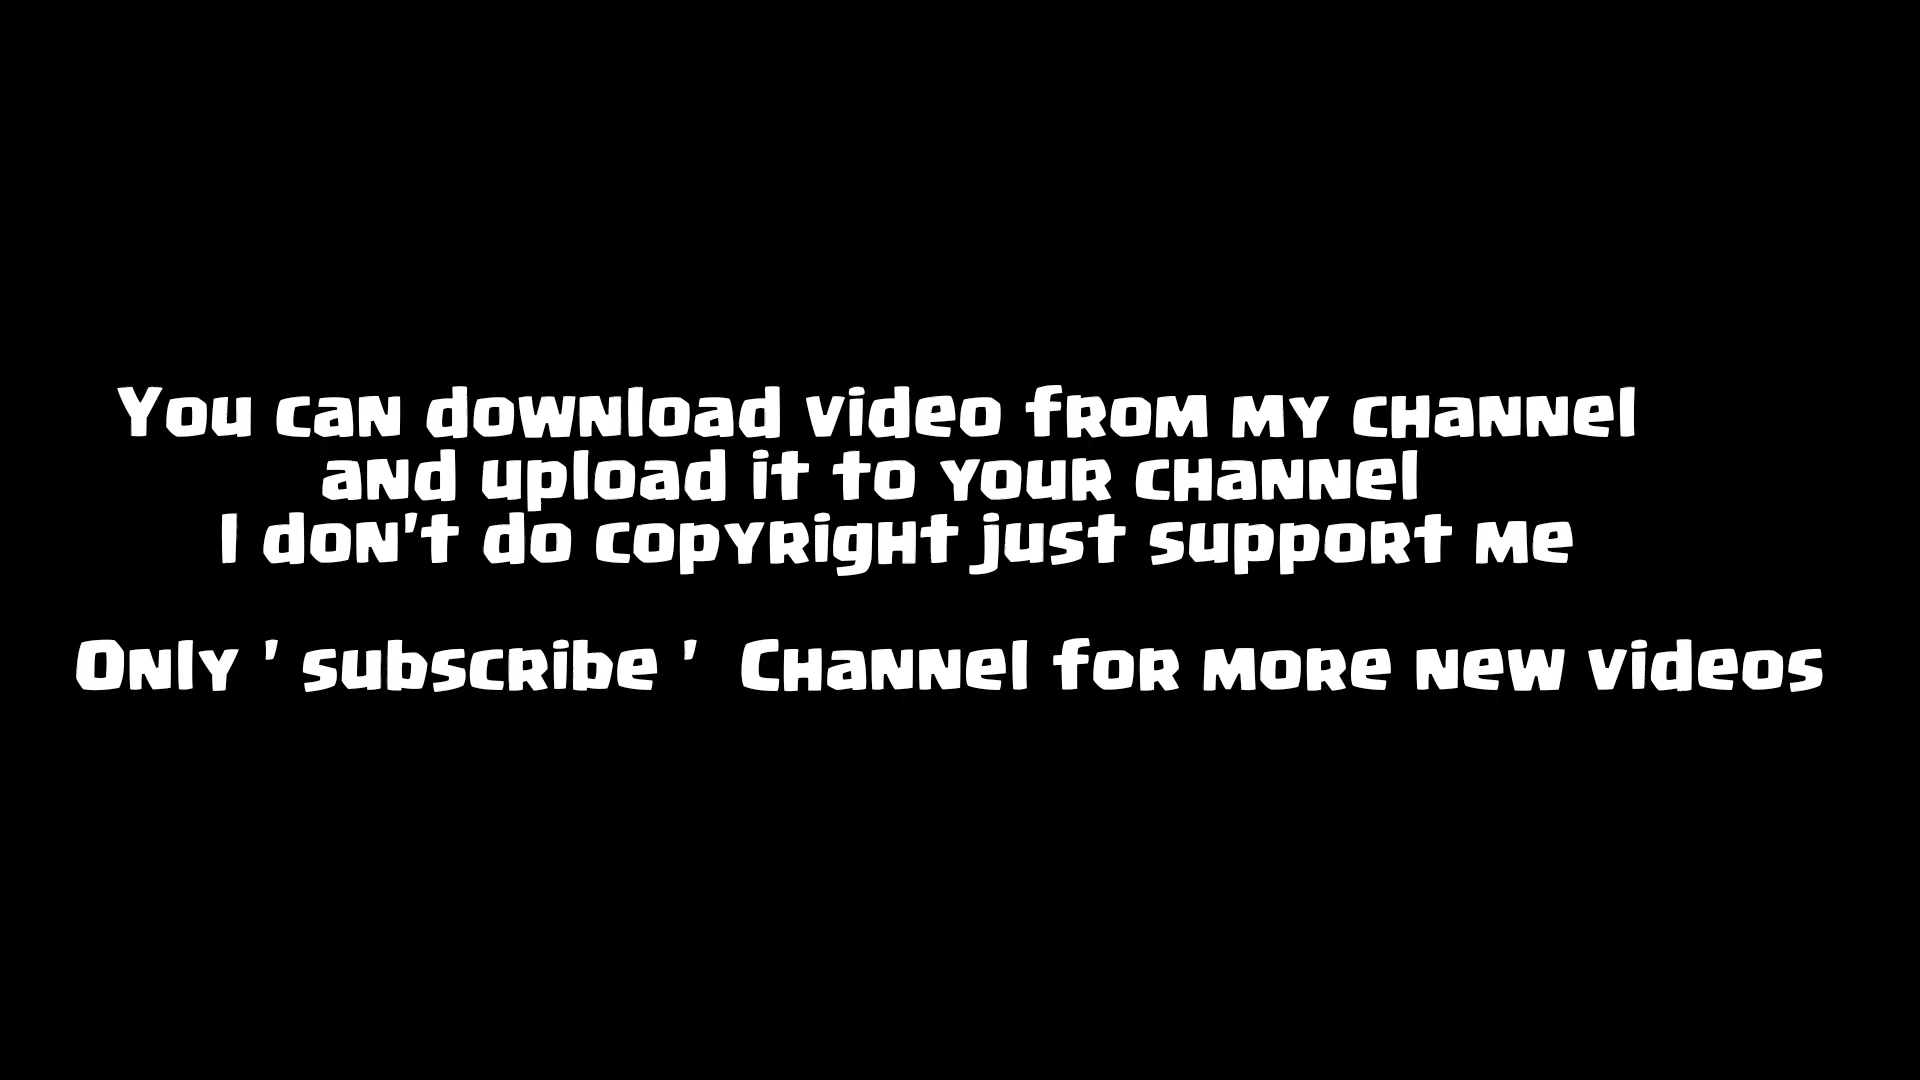 You can download video from my channel
and upload it to your channel
I don't do copyright just support me
Only ' subscribe '  Channel for more new videos